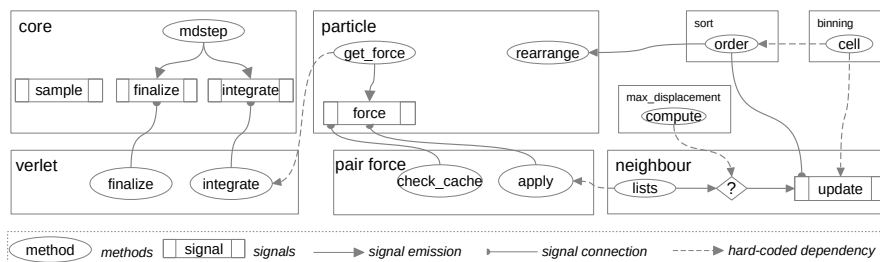 core
particle
sort
binning
mdstep
get_force
rearrange
order
cell
sample
finalize
integrate
force
max_displacement
compute
verlet
pair force
neighbour
finalize
integrate
check_cache
apply
lists
?
update
method methods signal signals signal emission signal connection hard-coded dependency